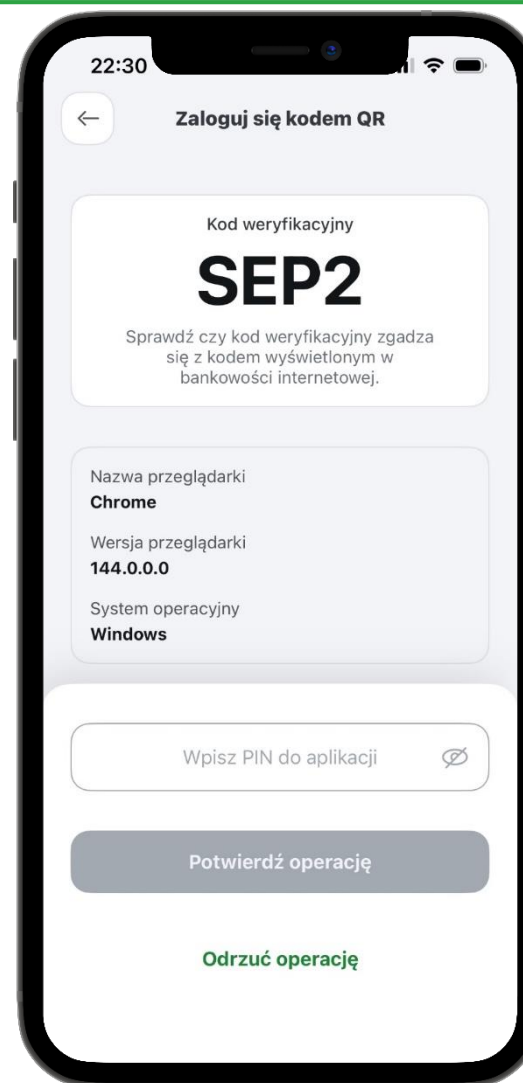 22:30
Zaloguj się kodem QR
Kod weryfikacyjny
SEP2
Sprawdź czy kod weryfikacyjny zgadza
się z kodem wyświetlonym w
bankowości internetowej.
Nazwa przeglądarki
Chrome
Wersja przeglądarki
144.0.0.0
System operacyjny
Windows
Wpisz PIN do aplikacji
Potwierdź operację
Odrzuć operację